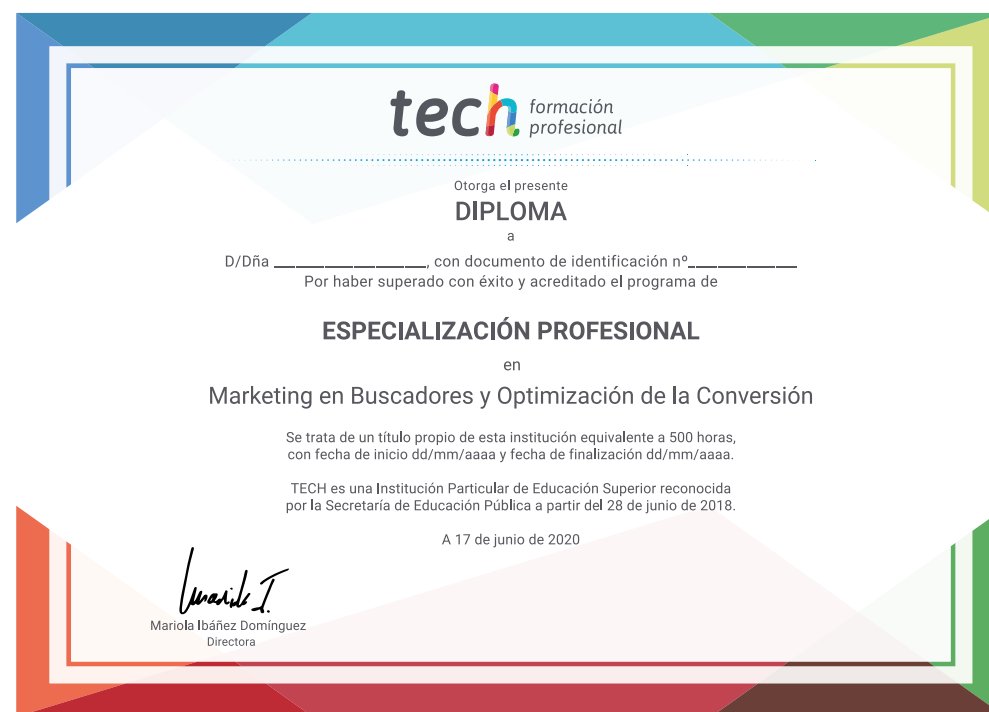 tech formación
profesional
Otorga el presente
DIPLOMA
a
D/Dña ________________, con documento de identificación nº___________
Por haber superado con éxito y acreditado el programa de
ESPECIALIZACIÓN PROFESIONAL
en
Marketing en Buscadores y Optimización de la Conversión
Se trata de un título propio de esta institución equivalente a 500 horas,
con fecha de inicio dd/mm/aaaa y fecha de finalización dd/mm/aaaa.
TECH es una Institución Particular de Educación Superior reconocida
por la Secretaría de Educación Pública a partir del 28 de junio de 2018.
A 17 de junio de 2020
Mariola Ibáñez Domínguez
Directora